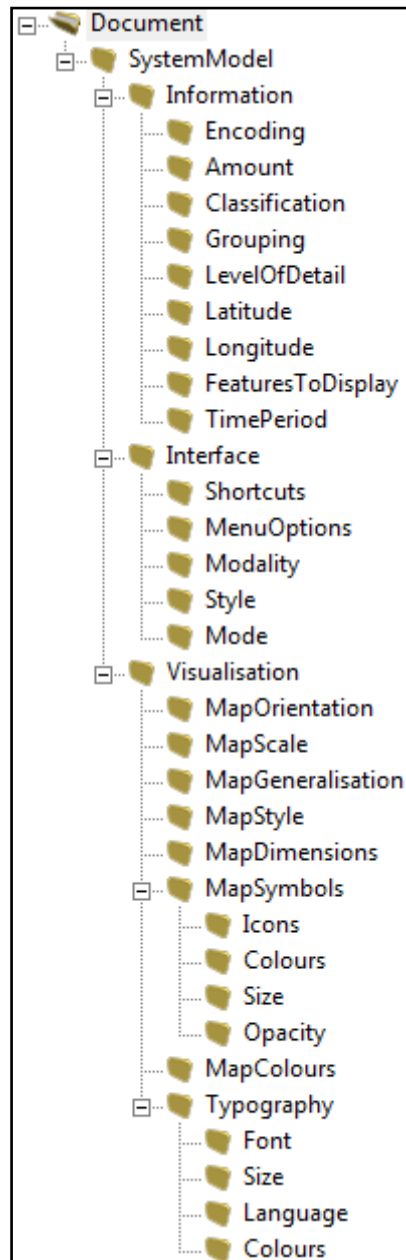 Document
SystemModel
Information
Encoding
Amount
Classification
Grouping
LevelOfDetail
Latitude
Longitude
FeaturesToDisplay
TimePeriod
Interface
Shortcuts
MenuOptions
Modality
Style
Mode
Visualisation
MapOrientation
MapScale
MapGeneralisation
MapStyle
MapDimensions
MapSymbols
Icons
Colours
Size
Opacity
MapColours
Typography
Font
Size
Language
Colours